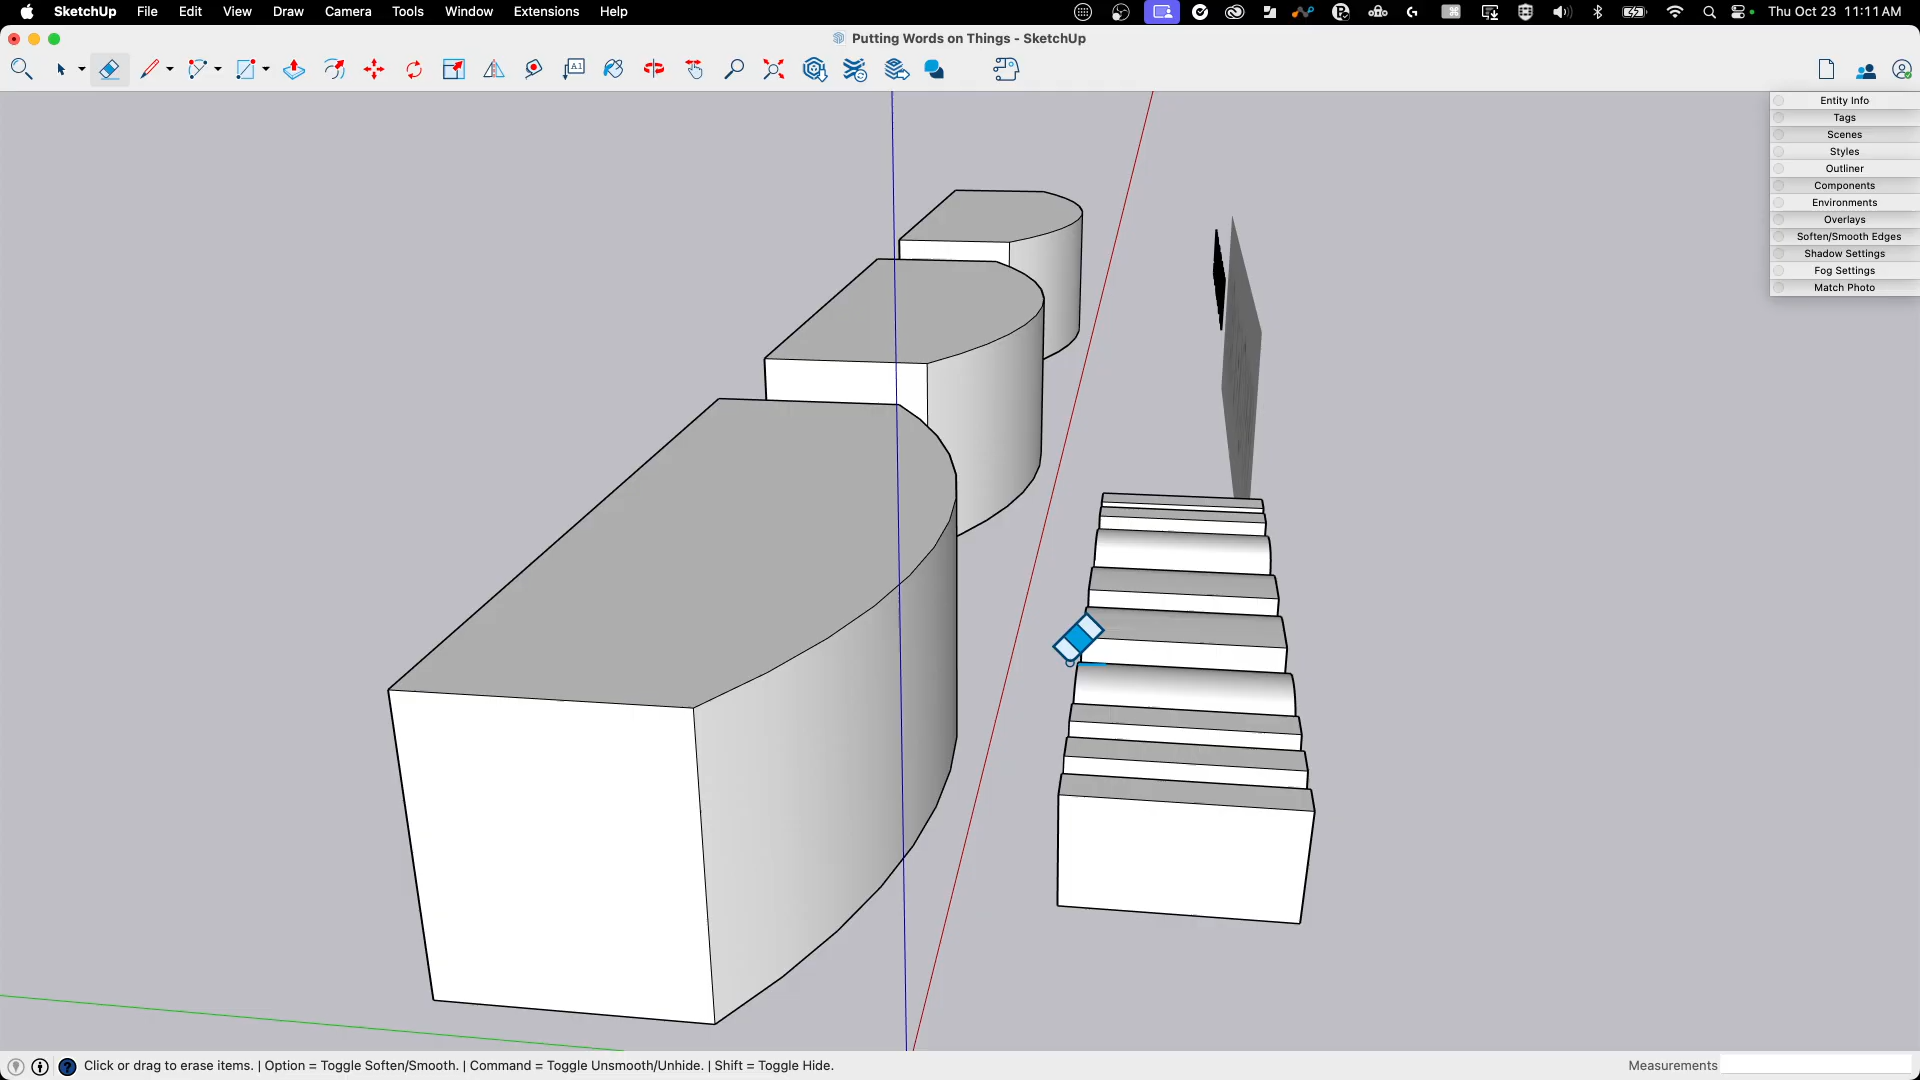 SketchUp File Edit View Draw Camera Tools Window Extensions Help Thu Oct 23 11:11 AM
Putting Words on Things - SketchUp
A1
Entity Info
Tags
Scenes
Styles
Outliner
Components
Environments
Overlays
Soften/Smooth Edges
Shadow Settings
Fog Settings
Match Photo
Click or drag to erase items. | Option = Toggle Soften/Smooth. | Command = Toggle Unsmooth/Unhide. | Shift = Toggle Hide. Measurements